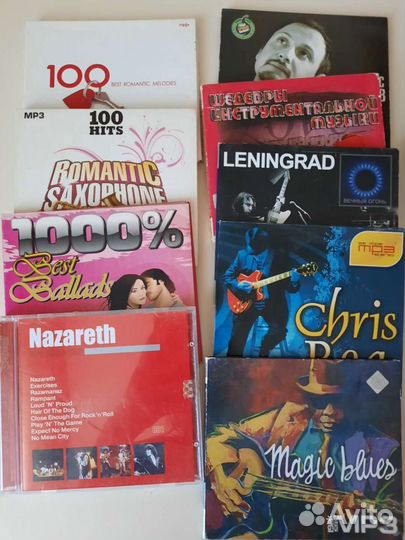 100
BEST ROMANTIC MELODIES
MP3
100
HITS
ROMANTIC
SAXOPHONE
1000%
Best
Ballads
Nazareth
Nazareth
Exercises
Razamanaz
Rampant
Loud 'N' Proud
Hair Of The Dog
Close Enough For Rock'n'Roll
Play 'N' The Game
Expect No Mercy
No Mean City
ШЕДЕВРЫ
ИНСТРУМЕНТАЛЬНОЙ
МУЗЫКИ
LENINGRAD
ВЕЧНЫЙ ОГОНЬ
mp3
Chris
Rea
Magic blues
MP3
Avito